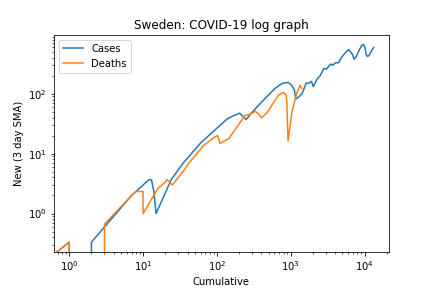 Sweden: COVID-19 log graph
Cases
Deaths
New (3 day SMA)
10²
10¹
10⁰
10⁰ 10¹ 10² 10³ 10⁴
Cumulative